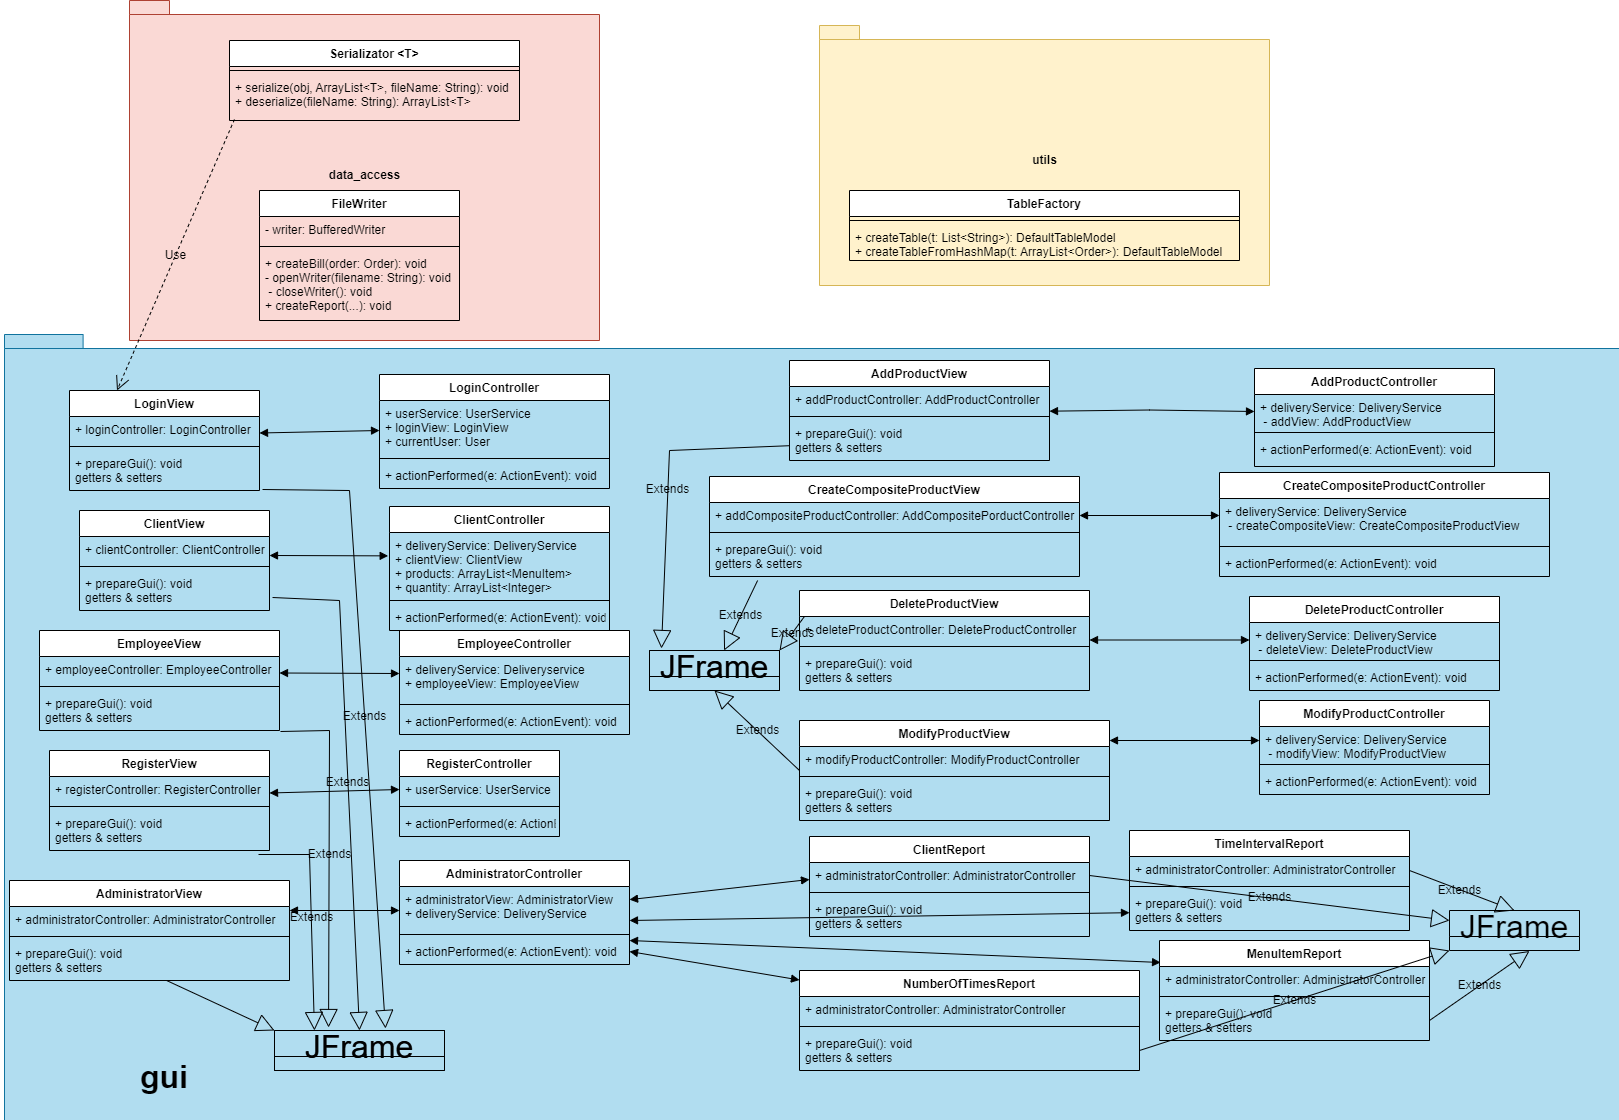 Serializator <T>
+ serialize(obj, ArrayList<T>, fileName: String): void
+ deserialize(fileName: String): ArrayList<T>
data_access
FileWriter
- writer: BufferedWriter
+ createBill(order: Order): void
- openWriter(filename: String): void
- closeWriter(): void
+ createReport(...): void
Use
utils
TableFactory
+ createTable(t: List<String>): DefaultTableModel
+ createTableFromHashMap(t: ArrayList<Order>): DefaultTableModel
LoginView
+ loginController: LoginController
+ prepareGui(): void
getters & setters
LoginController
+ userService: UserService
+ loginView: LoginView
+ currentUser: User
+ actionPerformed(e: ActionEvent): void
ClientView
+ clientController: ClientController
+ prepareGui(): void
getters & setters
ClientController
+ deliveryService: DeliveryService
+ clientView: ClientView
+ products: ArrayList<MenuItem>
+ quantity: ArrayList<Integer>
+ actionPerformed(e: ActionEvent): void
EmployeeView
+ employeeController: EmployeeController
+ prepareGui(): void
getters & setters
EmployeeController
+ deliveryService: Deliveryservice
+ employeeView: EmployeeView
+ actionPerformed(e: ActionEvent): void
Extends
RegisterView
+ registerController: RegisterController
+ prepareGui(): void
getters & setters
RegisterController
+ userService: UserService
+ actionPerformed(e: Action
Extends
Extends
AdministratorView
+ administratorController: AdministratorController
+ prepareGui(): void
getters & setters
Extends
AdministratorController
+ administratorView: AdministratorView
+ deliveryService: DeliveryService
+ actionPerformed(e: ActionEvent): void
JFrame
gui
AddProductView
+ addProductController: AddProductController
+ prepareGui(): void
getters & setters
AddProductController
+ deliveryService: DeliveryService
- addView: AddProductView
+ actionPerformed(e: ActionEvent): void
Extends
CreateCompositeProductView
+ addCompositeProductController: AddCompositePorductController
+ prepareGui(): void
getters & setters
CreateCompositeProductController
+ deliveryService: DeliveryService
- createCompositeView: CreateCompositeProductView
+ actionPerformed(e: ActionEvent): void
Extends
Extends
DeleteProductView
+ deleteProductController: DeleteProductController
+ prepareGui(): void
getters & setters
DeleteProductController
+ deliveryService: DeliveryService
- deleteView: DeleteProductView
+ actionPerformed(e: ActionEvent): void
JFrame
Extends
ModifyProductView
+ modifyProductController: ModifyProductController
+ prepareGui(): void
getters & setters
ModifyProductController
+ deliveryService: DeliveryService
- modifyView: ModifyProductView
+ actionPerformed(e: ActionEvent): void
ClientReport
+ administratorController: AdministratorController
+ prepareGui(): void
getters & setters
TimeIntervalReport
+ administratorController: AdministratorController
+ prepareGui(): void
getters & setters
Extends
Extends
JFrame
MenuItemReport
+ administratorController: AdministratorController
+ prepareGui(): void
getters & setters
Extends
Extends
NumberOfTimesReport
+ administratorController: AdministratorController
+ prepareGui(): void
getters & setters